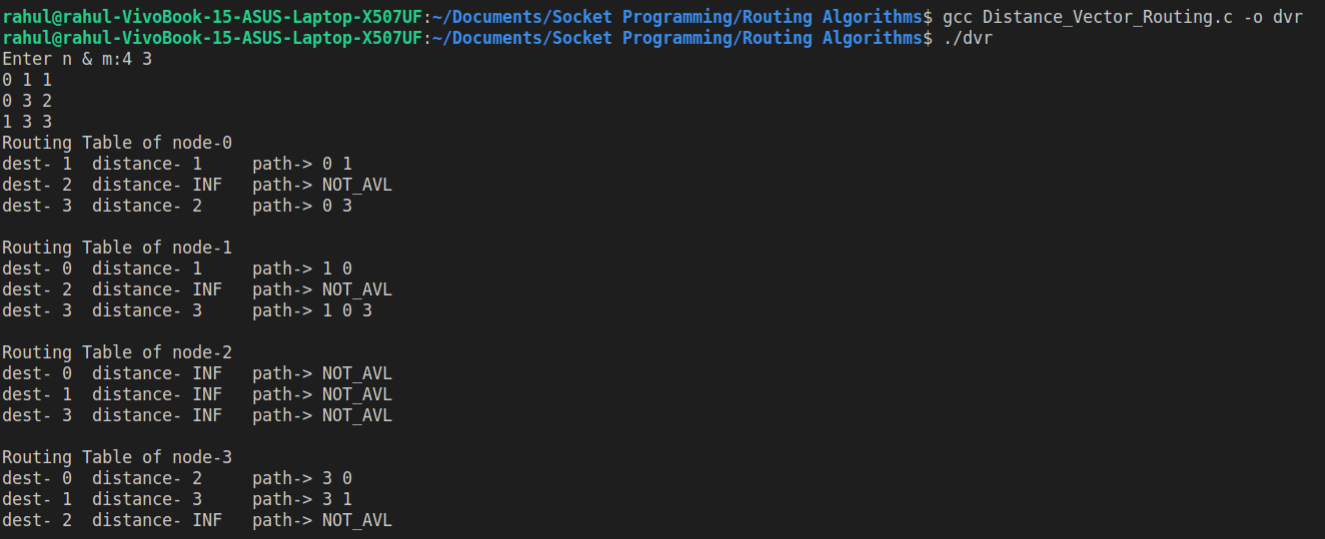 rahul@rahul-VivoBook-15-ASUS-Laptop-X507UF:~/Documents/Socket Programming/Routing Algorithms$ gcc Distance_Vector_Routing.c -o dvr
rahul@rahul-VivoBook-15-ASUS-Laptop-X507UF:~/Documents/Socket Programming/Routing Algorithms$ ./dvr
Enter n & m:4 3
0 1 1
0 3 2
1 3 3
Routing Table of node-0
dest- 1  distance- 1     path-> 0 1
dest- 2  distance- INF   path-> NOT_AVL
dest- 3  distance- 2     path-> 0 3

Routing Table of node-1
dest- 0  distance- 1     path-> 1 0
dest- 2  distance- INF   path-> NOT_AVL
dest- 3  distance- 3     path-> 1 0 3

Routing Table of node-2
dest- 0  distance- INF   path-> NOT_AVL
dest- 1  distance- INF   path-> NOT_AVL
dest- 3  distance- INF   path-> NOT_AVL

Routing Table of node-3
dest- 0  distance- 2     path-> 3 0
dest- 1  distance- 3     path-> 3 1
dest- 2  distance- INF   path-> NOT_AVL